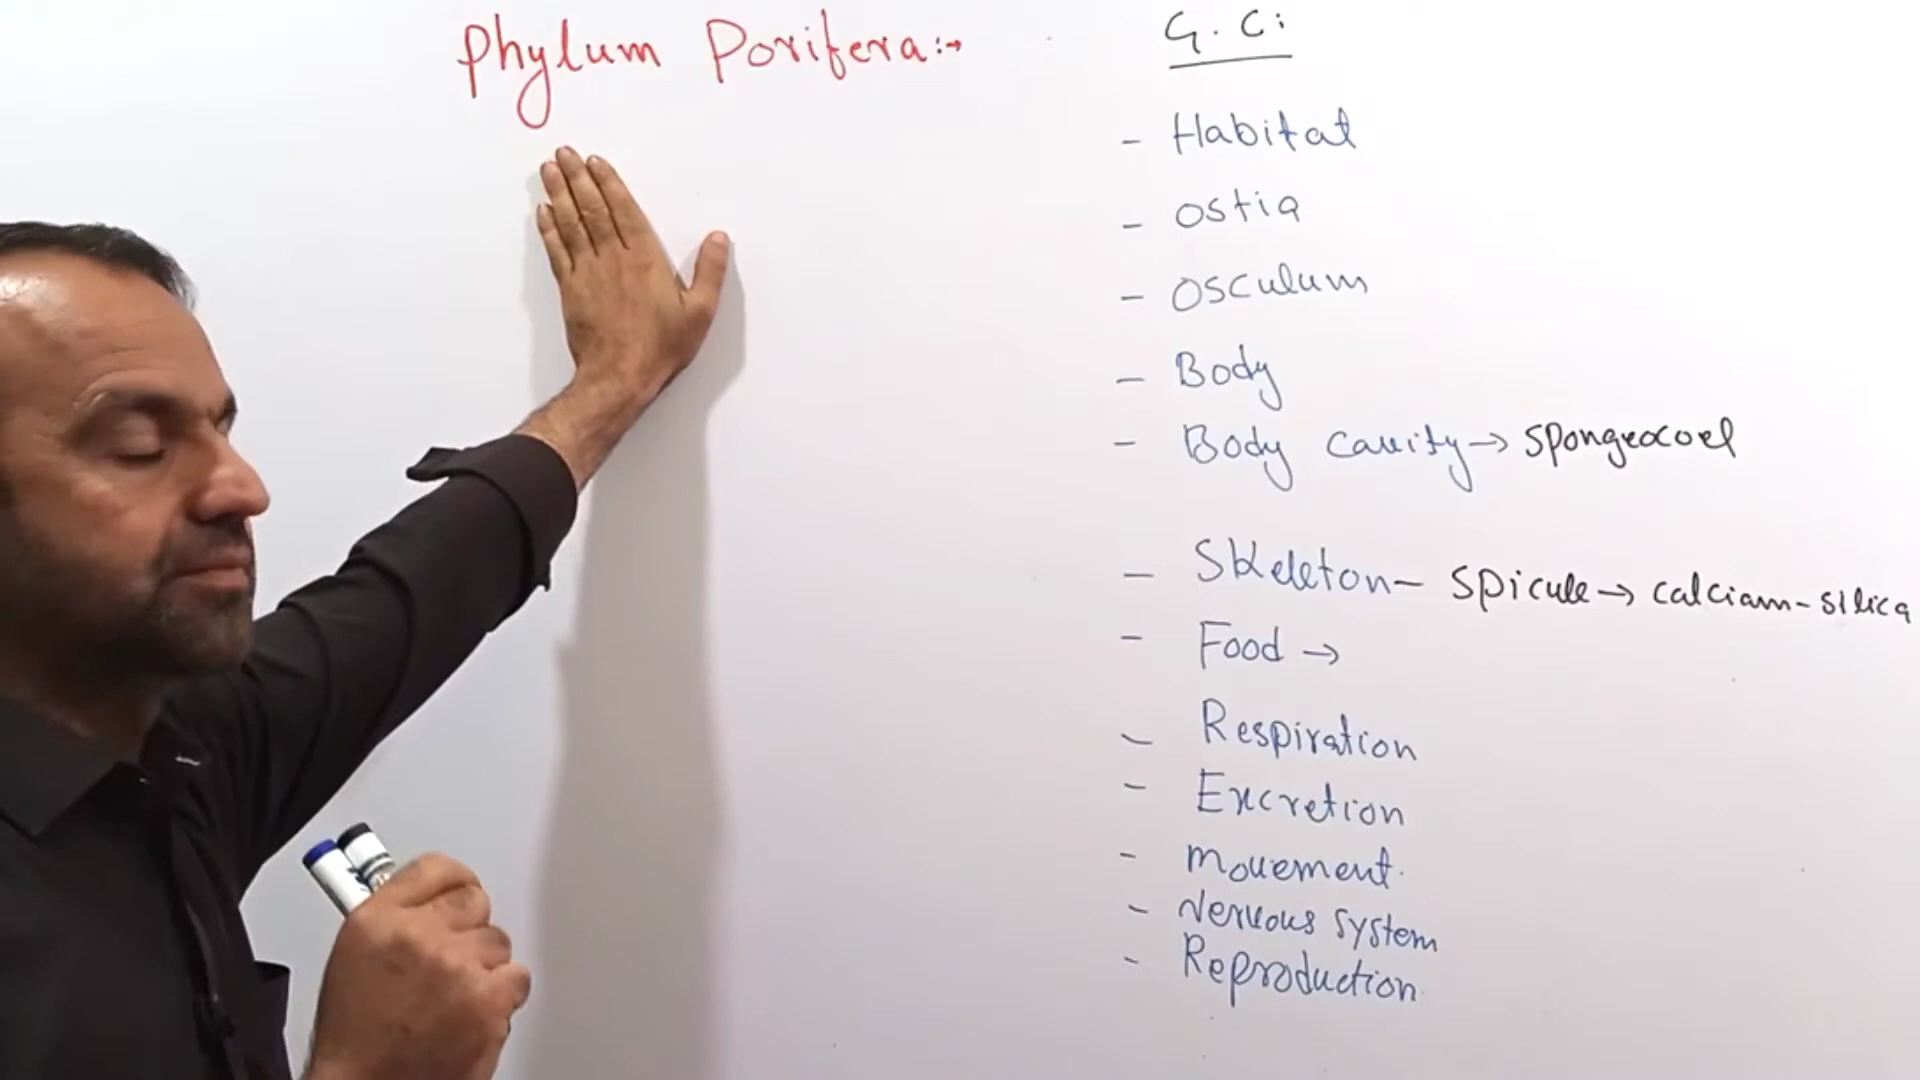 Phylum Porifera:→
G.C:
- Habitat
- Ostia
- Osculum
- Body
- Body cavity → Spongeocoel
- Skeleton - Spicule → calciam-silica
- Food →
- Respiration
- Excretion
- Movement.
- Nervous system
- Reproduction.